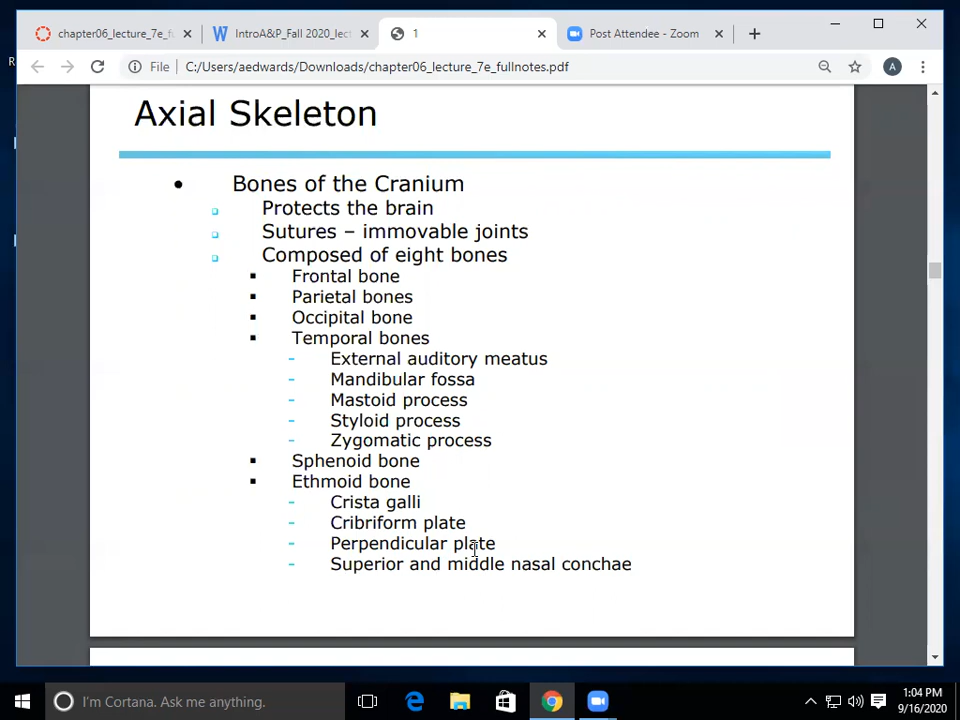 chapter06_lecture_7e_fu
IntroA&P_Fall 2020_lect
1
Post Attendee - Zoom
File
C:/Users/aedwards/Downloads/chapter06_lecture_7e_fullnotes.pdf
A
Axial Skeleton
Bones of the Cranium
Protects the brain
Sutures – immovable joints
Composed of eight bones
Frontal bone
Parietal bones
Occipital bone
Temporal bones
External auditory meatus
Mandibular fossa
Mastoid process
Styloid process
Zygomatic process
Sphenoid bone
Ethmoid bone
Crista galli
Cribriform plate
Perpendicular plate
Superior and middle nasal conchae
I'm Cortana. Ask me anything.
1:04 PM
9/16/2020